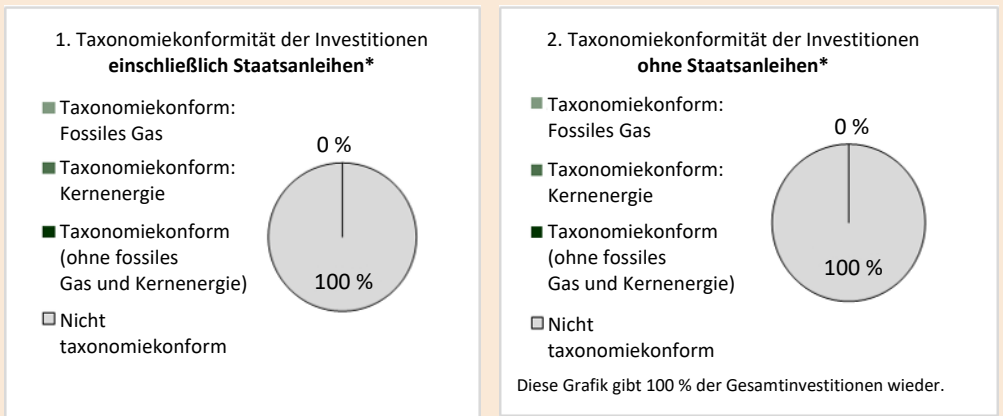 1. Taxonomiekonformität der Investitionen
einschließlich Staatsanleihen*
Taxonomiekonform:
Fossiles Gas
Taxonomiekonform:
Kernenergie
Taxonomiekonform
(ohne fossiles
Gas und Kernenergie)
Nicht
taxonomiekonform
0 %
100 %
2. Taxonomiekonformität der Investitionen
ohne Staatsanleihen*
Taxonomiekonform:
Fossiles Gas
Taxonomiekonform:
Kernenergie
Taxonomiekonform
(ohne fossiles
Gas und Kernenergie)
Nicht
taxonomiekonform
0 %
100 %
Diese Grafik gibt 100 % der Gesamtinvestitionen wieder.